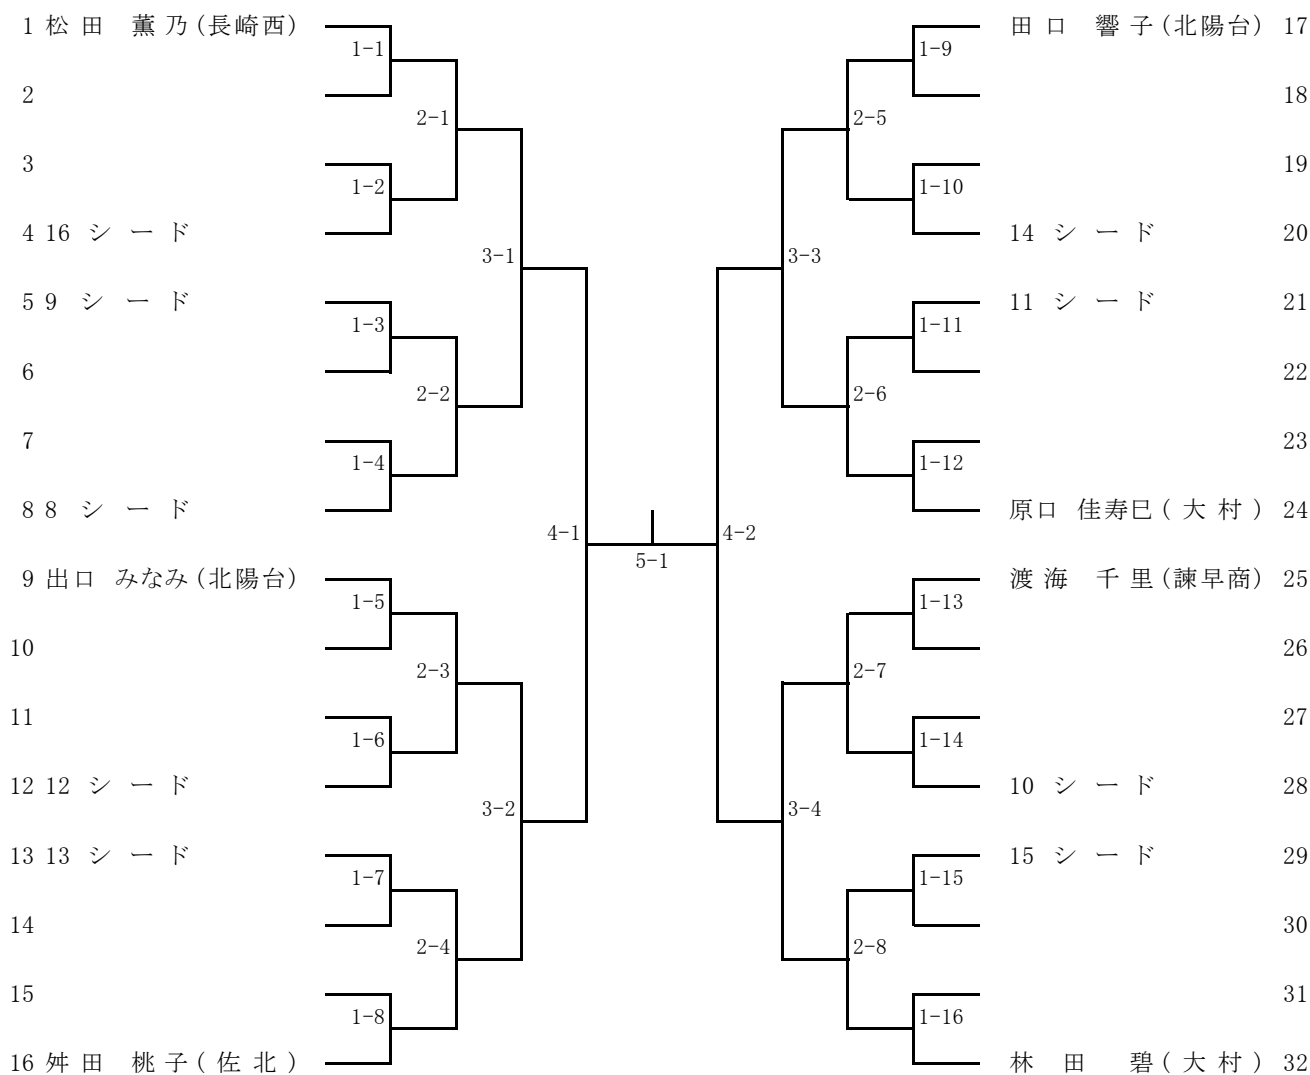 1 松田 薫乃(長崎西)
2
3
4 16 シード
5 9 シード
6
7
8 8 シード
9 出口 みなみ(北陽台)
10
11
12 12 シード
13 13 シード
14
15
16 舛田 桃子(佐北)
1-1
1-2
1-3
1-4
1-5
1-6
1-7
1-8
2-1
2-2
2-3
2-4
3-1
3-2
4-1
5-1
4-2
3-3
3-4
2-5
2-6
2-7
2-8
1-9
1-10
1-11
1-12
1-13
1-14
1-15
1-16
田口 響子(北陽台) 17
18
19
14 シード 20
11 シード 21
22
23
原口 佳寿巳(大村) 24
渡海 千里(諫早商) 25
26
27
10 シード 28
15 シード 29
30
31
林田 碧(大村) 32